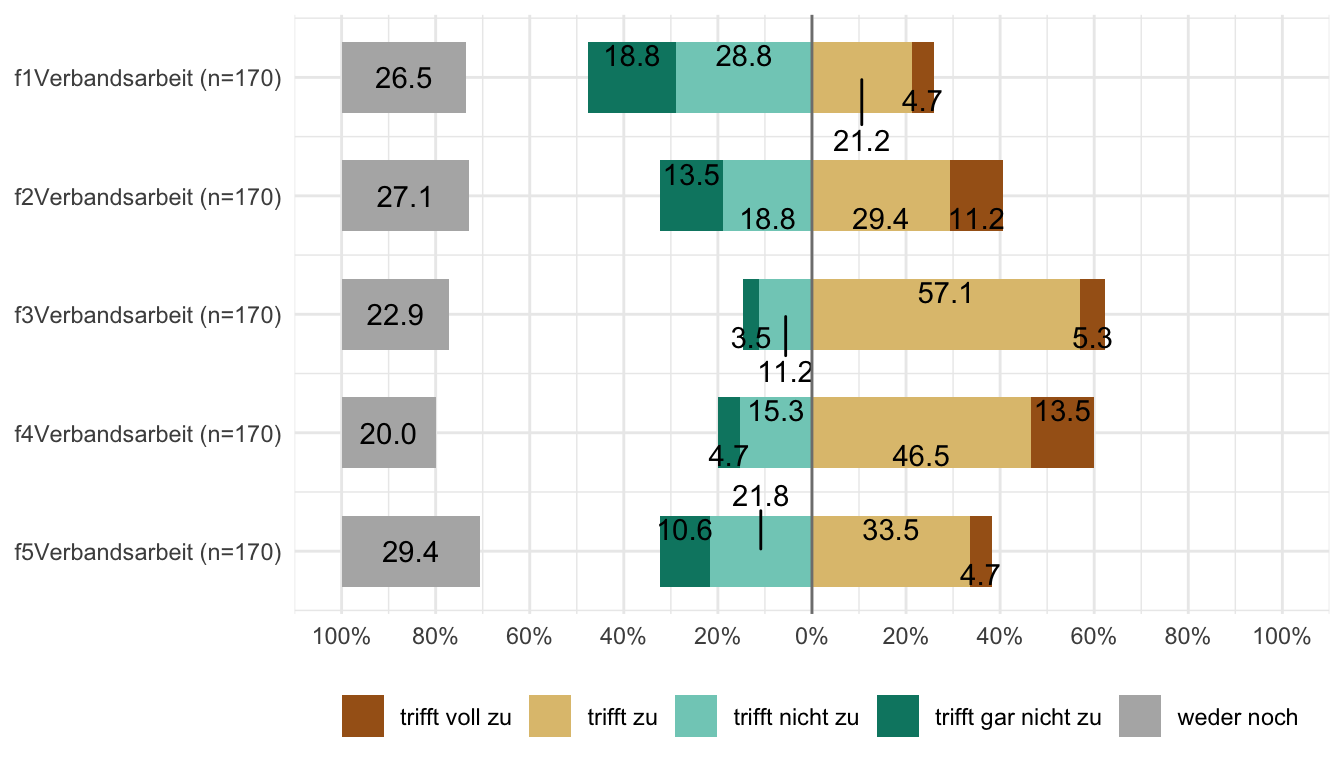 f1Verbandsarbeit (n=170) 26.5 18.8 28.8 4.7
21.2
f2Verbandsarbeit (n=170) 27.1 13.5 18.8 29.4 11.2
f3Verbandsarbeit (n=170) 22.9 3.5 57.1 5.3
11.2
f4Verbandsarbeit (n=170) 20.0 4.7 15.3 46.5 13.5
21.8
f5Verbandsarbeit (n=170) 29.4 10.6 33.5 4.7
100% 80% 60% 40% 20% 0% 20% 40% 60% 80% 100%
trifft voll zu trifft zu trifft nicht zu trifft gar nicht zu weder noch